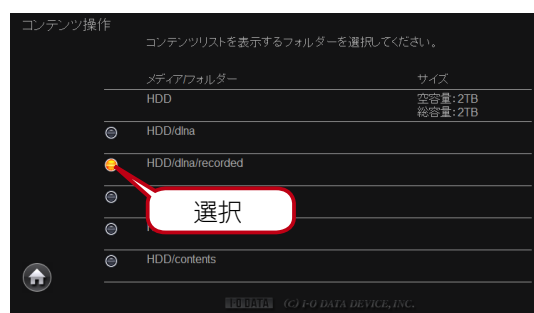 コンテンツ操作
コンテンツリストを表示するフォルダーを選択してください。
メディア/フォルダー サイズ
HDD 空容量:2TB
総容量:2TB
HDD/dlna
HDD/dlna/recorded
選択
HDD/contents
I-O DATA (C) I-O DATA DEVICE, INC.